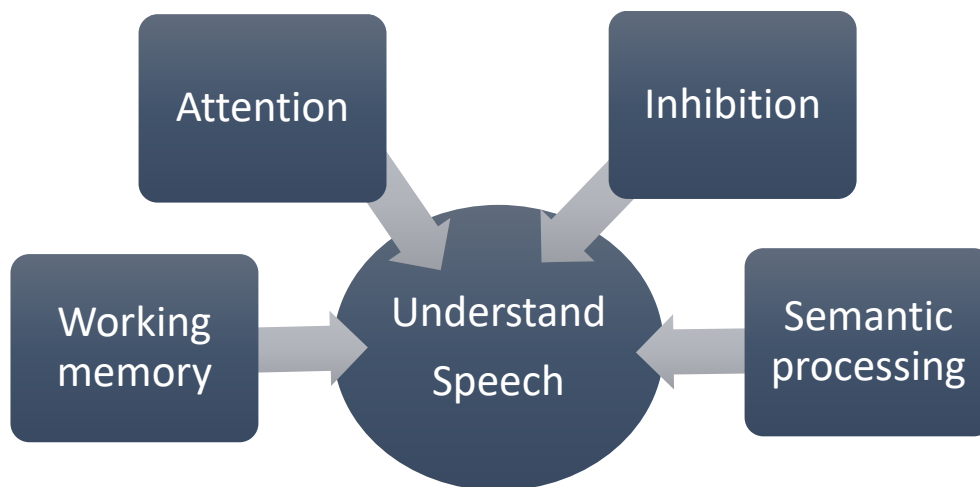 Attention
Inhibition
Working
memory
Understand
Speech
Semantic
processing